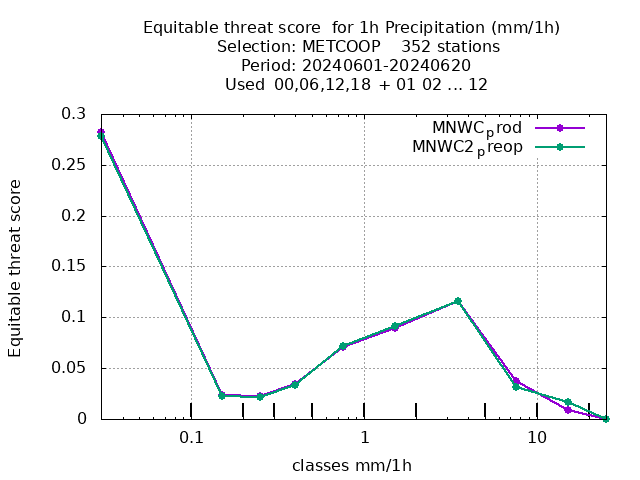 Equitable threat score  for 1h Precipitation (mm/1h)
Selection: METCOOP    352 stations
Period: 20240601-20240620
Used  00,06,12,18 + 01 02 ... 12
MNWCprod
MNWC2preop
0.3
0.25
0.2
0.15
0.1
0.05
0
Equitable threat score
0.1 1 10
classes mm/1h